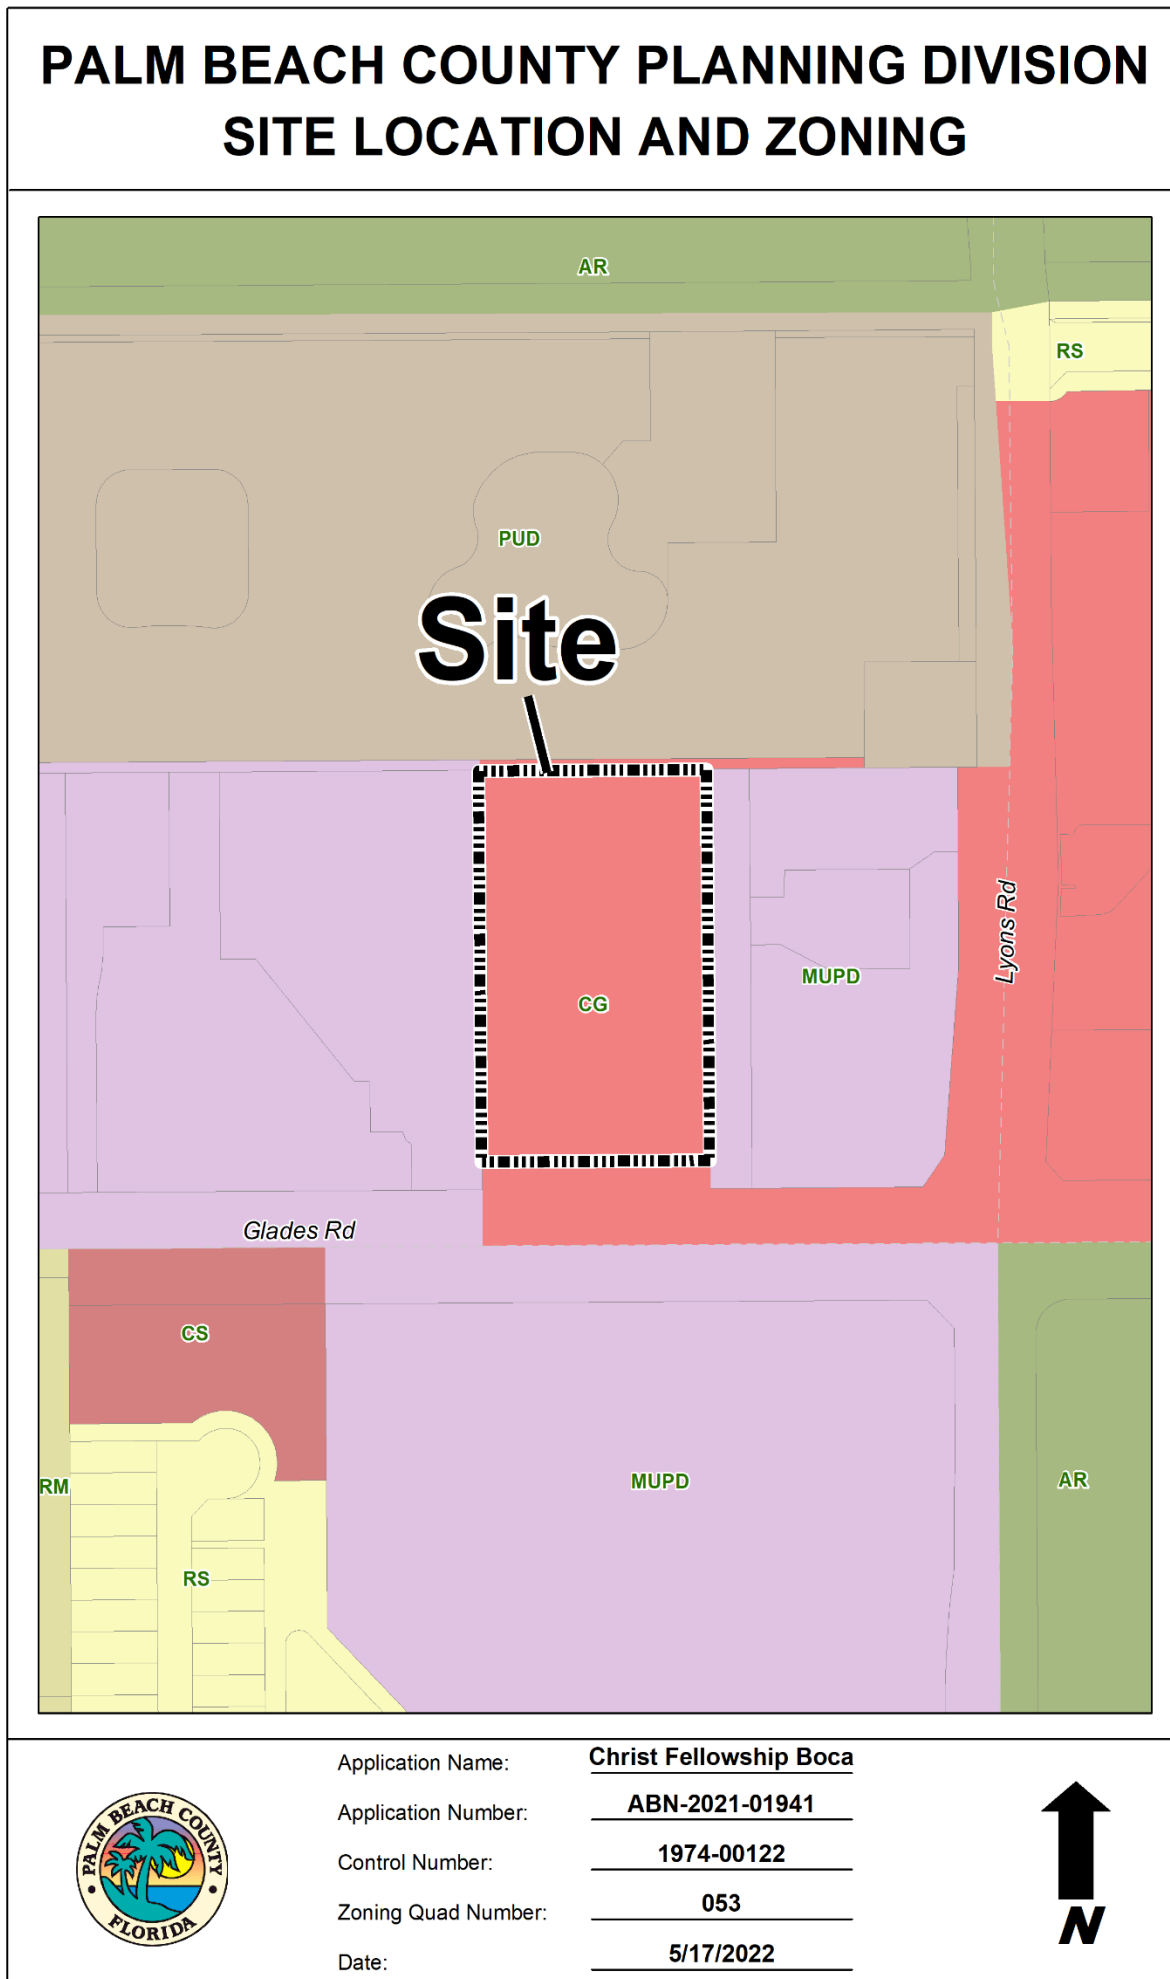 PALM BEACH COUNTY PLANNING DIVISION
SITE LOCATION AND ZONING
AR
RS
PUD
Site
Lyons Rd
MUPD
CG
Glades Rd
CS
RM
MUPD
AR
RS
Application Name: Christ Fellowship Boca
Application Number: ABN-2021-01941
Control Number: 1974-00122
Zoning Quad Number: 053
Date: 5/17/2022
PALM BEACH COUNTY
FLORIDA
N